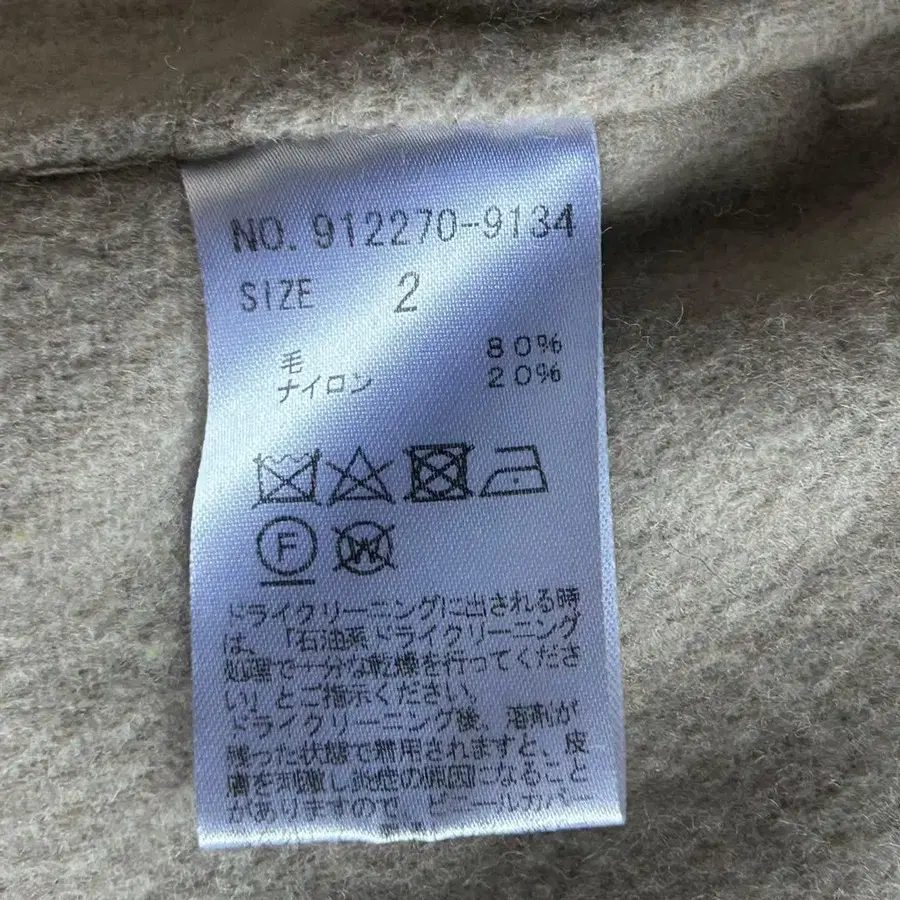 NO. 912270-9134
SIZE 2
毛 80%
ナイロン 20%
F
W
ドライクリーニングに出される時
は、「石油系ドライクリーニング
処理で十分な乾燥を行ってくださ
い」とご指示ください。
ドライクリーニング後、溶剤が
残った状態で着用されますと、皮
膚を刺激し炎症の原因になること
がありますので、ビニールカバー